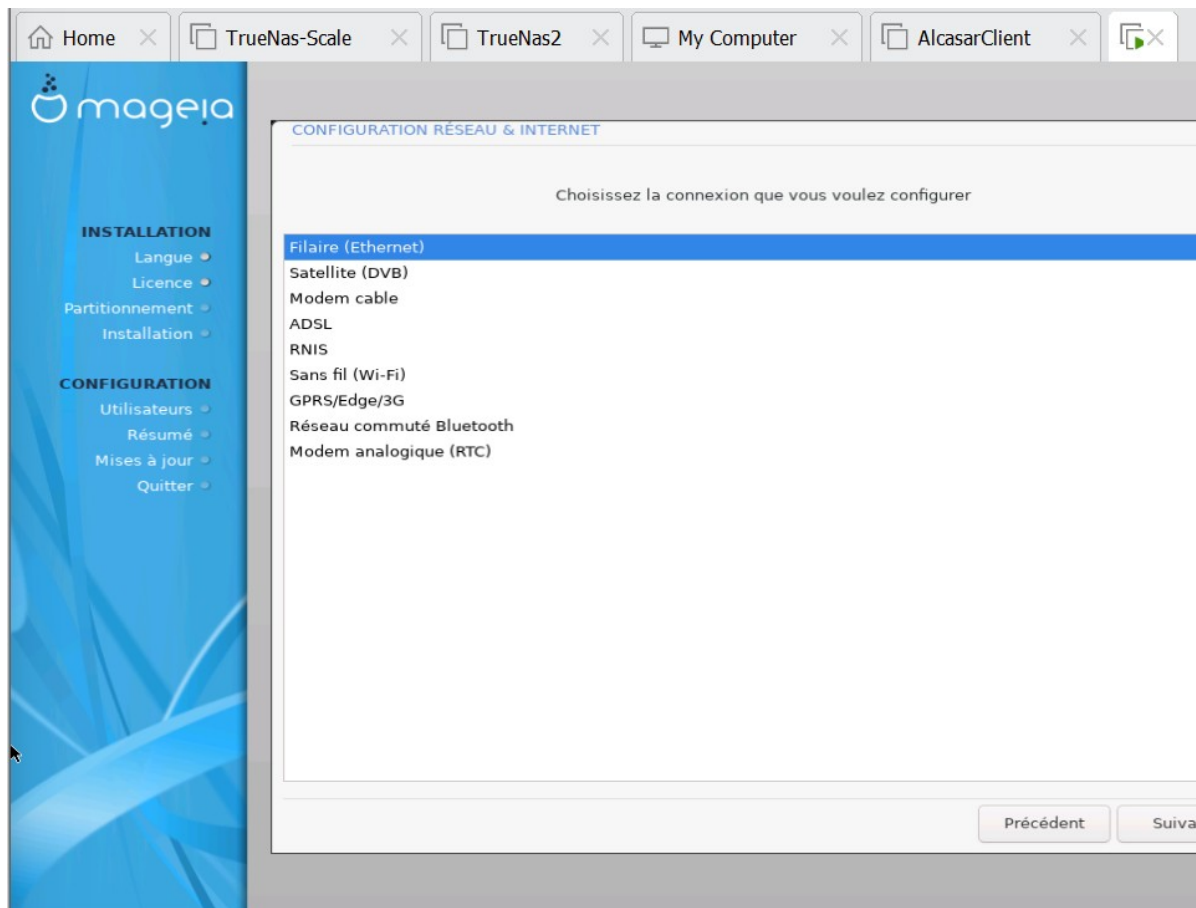 Home
TrueNas-Scale
TrueNas2
My Computer
AlcasarClient
mageia
CONFIGURATION RÉSEAU & INTERNET
Choisissez la connexion que vous voulez configurer
INSTALLATION
Langue
Licence
Partitionnement
Installation
CONFIGURATION
Utilisateurs
Résumé
Mises à jour
Quitter
Filaire (Ethernet)
Satellite (DVB)
Modem cable
ADSL
RNIS
Sans fil (Wi-Fi)
GPRS/Edge/3G
Réseau commuté Bluetooth
Modem analogique (RTC)
Précédent
Suiva